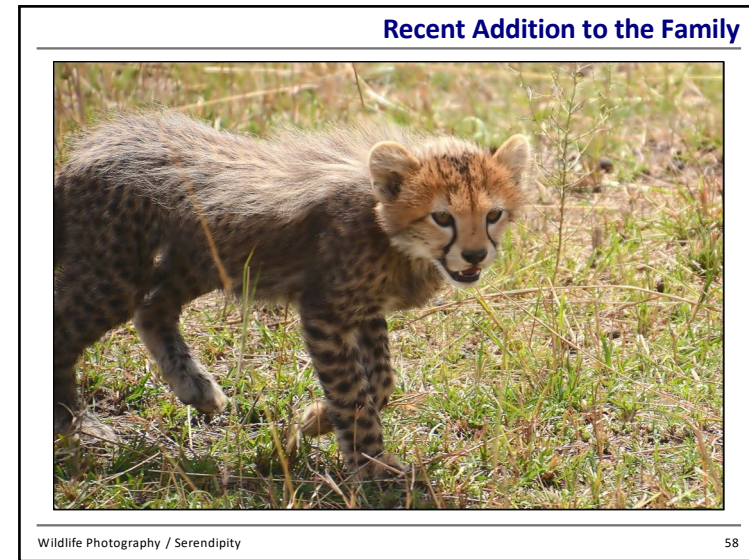 Recent Addition to the Family
Wildlife Photography / Serendipity
58